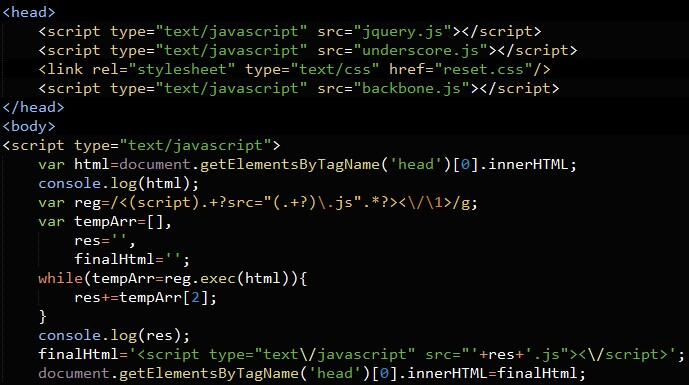 <head>
    <script type="text/javascript" src="jquery.js"></script>
    <script type="text/javascript" src="underscore.js"></script>
    <link rel="stylesheet" type="text/css" href="reset.css"/>
    <script type="text/javascript" src="backbone.js"></script>
</head>
<body>
<script type="text/javascript">
    var html=document.getElementsByTagName('head')[0].innerHTML;
    console.log(html);
    var reg=/<(script).+?src="(.+?)\.js".*?><\/\1>/g;
    var tempArr=[],
        res='',
        finalHtml='';
    while(tempArr=reg.exec(html)){
        res+=tempArr[2];
    }
    console.log(res);
    finalHtml='<script type="text\/javascript" src="'+res+'.js"><\/script>';
    document.getElementsByTagName('head')[0].innerHTML=finalHtml;